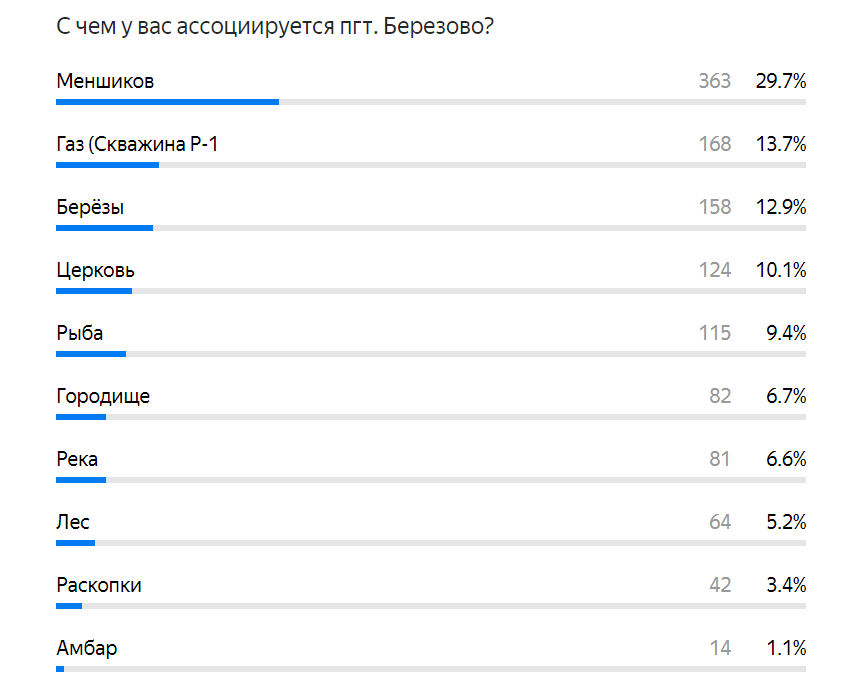 С чем у вас ассоциируется пгт. Березово?
Меншиков 363 29.7%
Газ (Скважина Р-1 168 13.7%
Берёзы 158 12.9%
Церковь 124 10.1%
Рыба 115 9.4%
Городище 82 6.7%
Река 81 6.6%
Лес 64 5.2%
Раскопки 42 3.4%
Амбар 14 1.1%